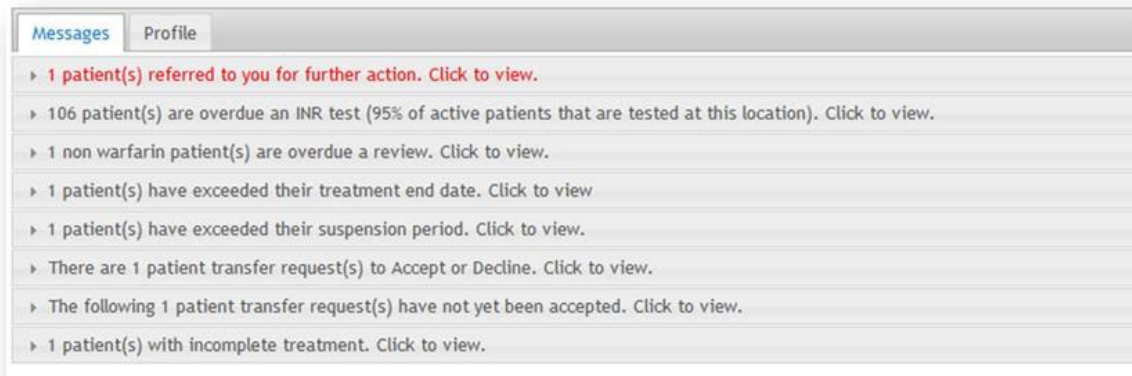 Messages Profile
1 patient(s) referred to you for further action. Click to view.
106 patient(s) are overdue an INR test (95% of active patients that are tested at this location). Click to view.
1 non warfarin patient(s) are overdue a review. Click to view.
1 patient(s) have exceeded their treatment end date. Click to view
1 patient(s) have exceeded their suspension period. Click to view.
There are 1 patient transfer request(s) to Accept or Decline. Click to view.
The following 1 patient transfer request(s) have not yet been accepted. Click to view.
1 patient(s) with incomplete treatment. Click to view.